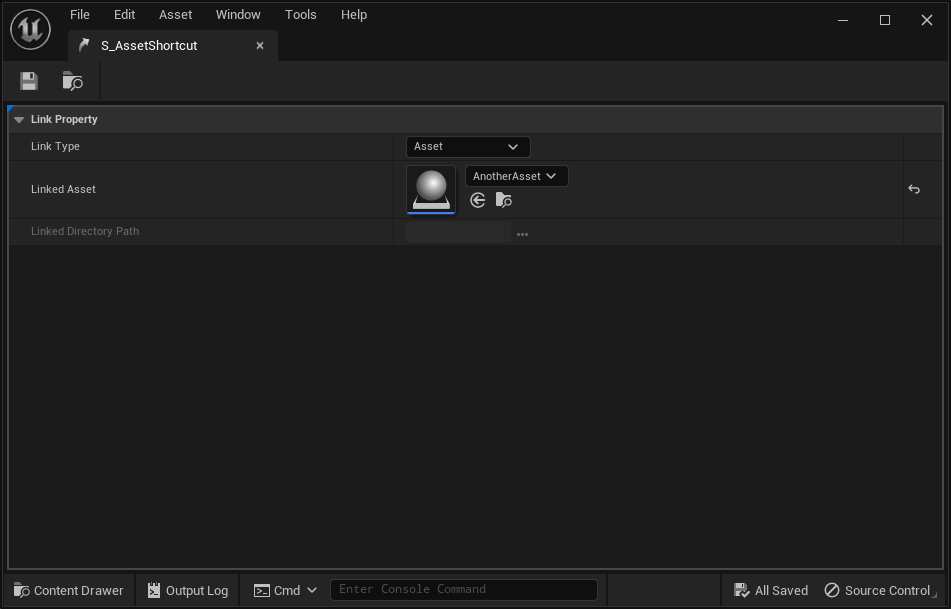 File Edit Asset Window Tools Help
S_AssetShortcut
Link Property
Link Type Asset
Linked Asset AnotherAsset
Linked Directory Path ...
Content Drawer Output Log Cmd Enter Console Command All Saved Source Control